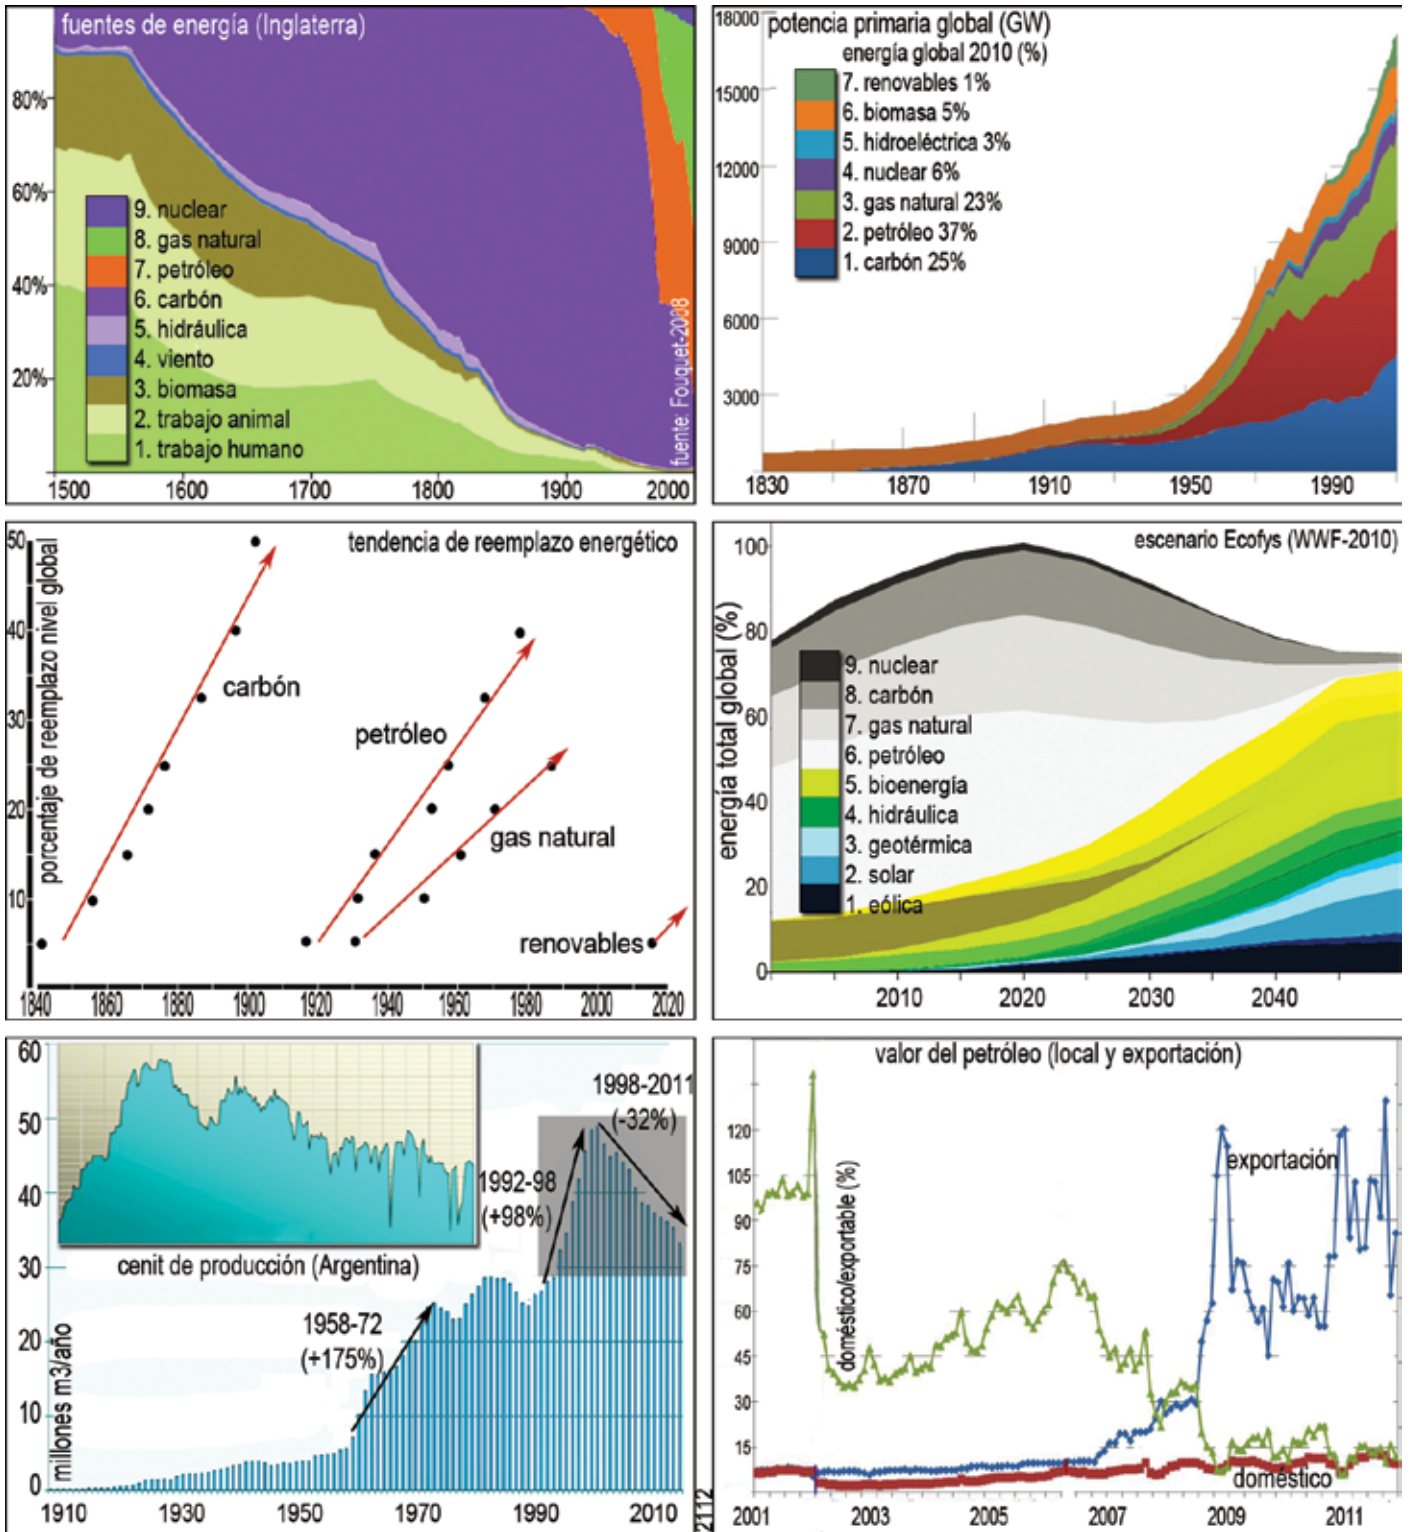 fuentes de energía (Inglaterra)
80%
60%
40%
20%
9. nuclear
8. gas natural
7. petróleo
6. carbón
5. hidráulica
4. viento
3. biomasa
2. trabajo animal
1. trabajo humano
fuente: Fouquet-2008
1500 1600 1700 1800 1900 2000
potencia primaria global (GW)
energía global 2010 (%)
18000
15000
12000
9000
6000
3000
7. renovables 1%
6. biomasa 5%
5. hidroeléctrica 3%
4. nuclear 6%
3. gas natural 23%
2. petróleo 37%
1. carbón 25%
1830 1870 1910 1950 1990
tendencia de reemplazo energético
porcentaje de reemplazo nivel global
50
40
30
20
10
carbón
petróleo
gas natural
renovables
1840 1860 1880 1900 1920 1940 1960 1980 2000 2020
escenario Ecofys (WWF-2010)
energía total global (%)
100
80
60
40
20
0
9. nuclear
8. carbón
7. gas natural
6. petróleo
5. bioenergía
4. hidráulica
3. geotérmica
2. solar
1. eólica
2010 2020 2030 2040
60
50
40
30
20
10
0
millones m3/año
cenit de producción (Argentina)
1958-72
(+175%)
1992-98
(+98%)
1998-2011
(-32%)
1910 1930 1950 1970 1990 2010
2112
valor del petróleo (local y exportación)
doméstico/exportable (%)
120
105
90
75
60
45
30
15
exportación
doméstico
2001 2003 2005 2007 2009 2011